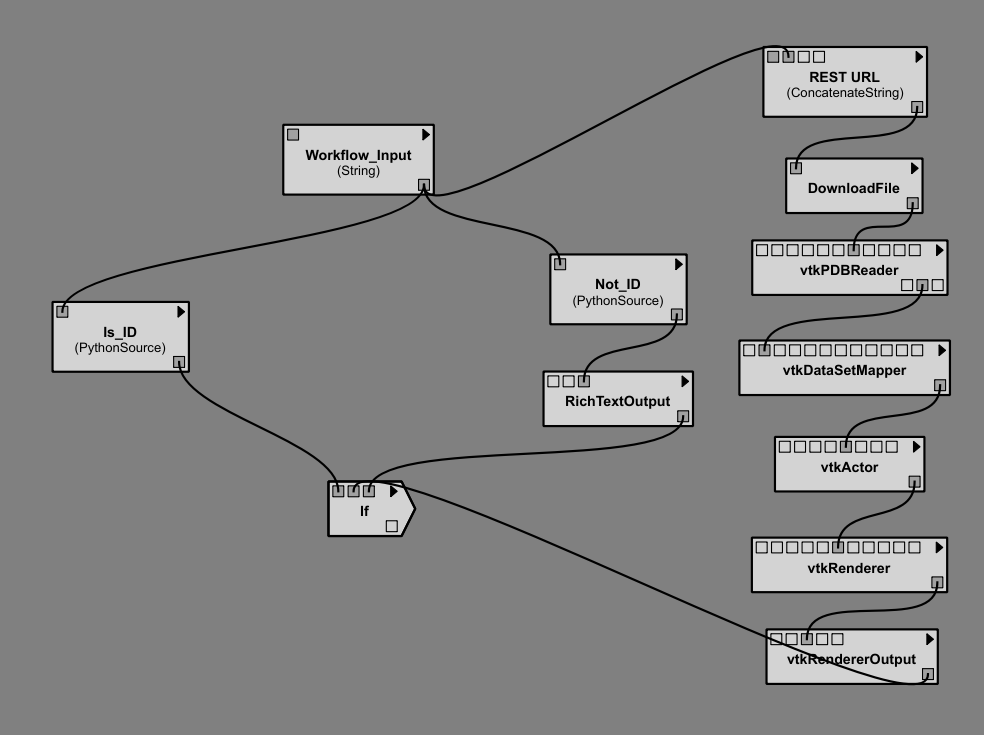 REST URL
(ConcatenateString)
Workflow_Input
(String)
DownloadFile
vtkPDBReader
Not_ID
(PythonSource)
Is_ID
(PythonSource)
vtkDataSetMapper
RichTextOutput
vtkActor
If
vtkRenderer
vtkRendererOutput